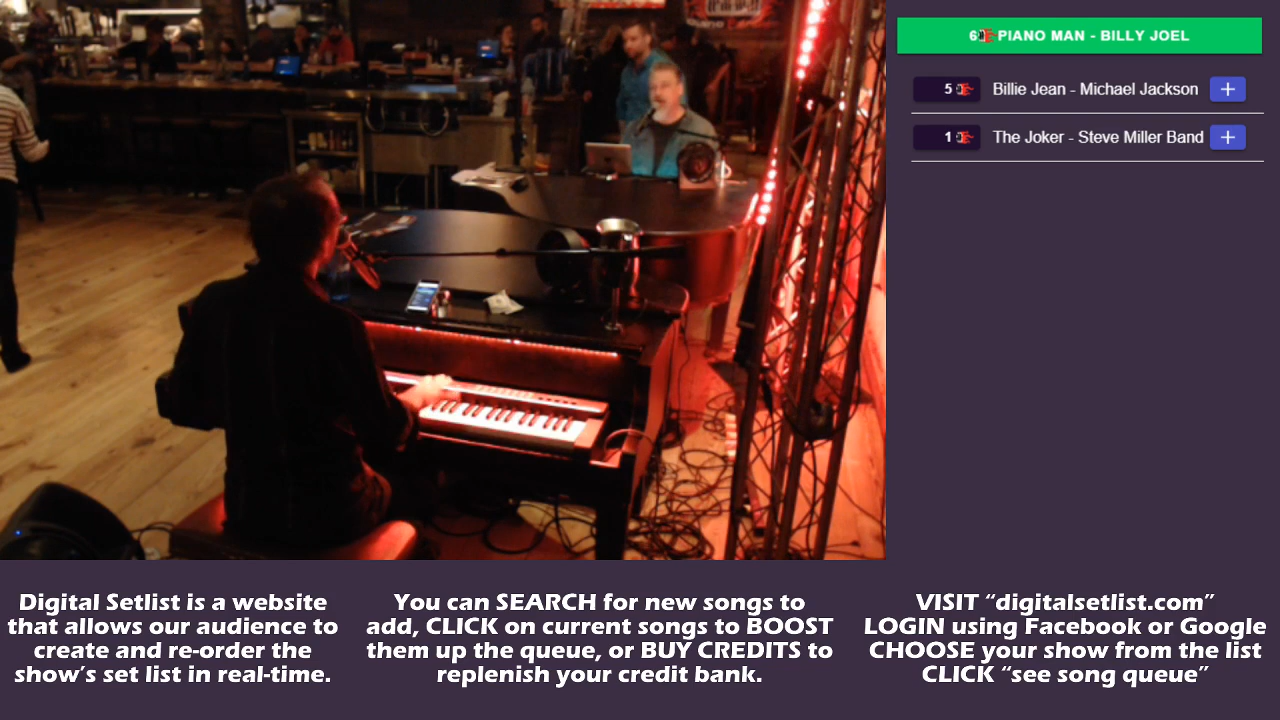 6 PIANO MAN - BILLY JOEL
5 Billie Jean - Michael Jackson +
1 The Joker - Steve Miller Band +
Digital Setlist is a website
that allows our audience to
create and re-order the
show's set list in real-time.
You can SEARCH for new songs to
add, CLICK on current songs to BOOST
them up the queue, or BUY CREDITS to
replenish your credit bank.
VISIT “digitalsetlist.com”
LOGIN using Facebook or Google
CHOOSE your show from the list
CLICK “see song queue”